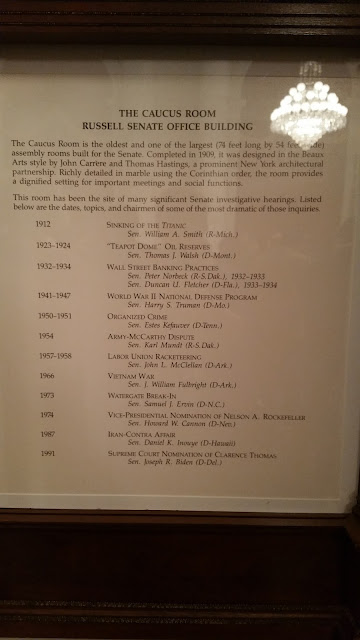 THE CAUCUS ROOM
RUSSELL SENATE OFFICE BUILDING
The Caucus Room is the oldest and one of the largest (74 feet long by 54 feet wide)
assembly rooms built for the Senate. Completed in 1909, it was designed in the Beaux
Arts style by John Carrère and Thomas Hastings, a prominent New York architectural
partnership. Richly detailed in marble using the Corinthian order, the room provides
a dignified setting for important meetings and social functions.
This room has been the site of many significant Senate investigative hearings. Listed
below are the dates, topics, and chairmen of some of the most dramatic of those inquiries.
1912 SINKING OF THE TITANIC
Sen. William A. Smith (R-Mich.)
1923–1924 "TEAPOT DOME" OIL RESERVES
Sen. Thomas J. Walsh (D-Mont.)
1932–1934 WALL STREET BANKING PRACTICES
Sen. Peter Norbeck (R-S.Dak.), 1932–1933
Sen. Duncan U. Fletcher (D-Fla.), 1933–1934
1941–1947 WORLD WAR II NATIONAL DEFENSE PROGRAM
Sen. Harry S. Truman (D-Mo.)
1950–1951 ORGANIZED CRIME
Sen. Estes Kefauver (D-Tenn.)
1954 ARMY-MCCARTHY DISPUTE
Sen. Karl Mundt (R-S.Dak.)
1957-1958 LABOR UNION RACKETEERING
Sen. John L. McClellan (D-Ark.)
1966 VIETNAM WAR
Sen. J. William Fulbright (D-Ark.)
1973 WATERGATE BREAK-IN
Sen. Samuel J. Ervin (D-N.C.)
1974 VICE-PRESIDENTIAL NOMINATION OF NELSON A. ROCKEFELLER
Sen. Howard W. Cannon (D-Nev.)
1987 IRAN-CONTRA AFFAIR
Sen. Daniel K. Inouye (D-Hawaii)
1991 SUPREME COURT NOMINATION OF CLARENCE THOMAS
Sen. Joseph R. Biden (D-Del.)